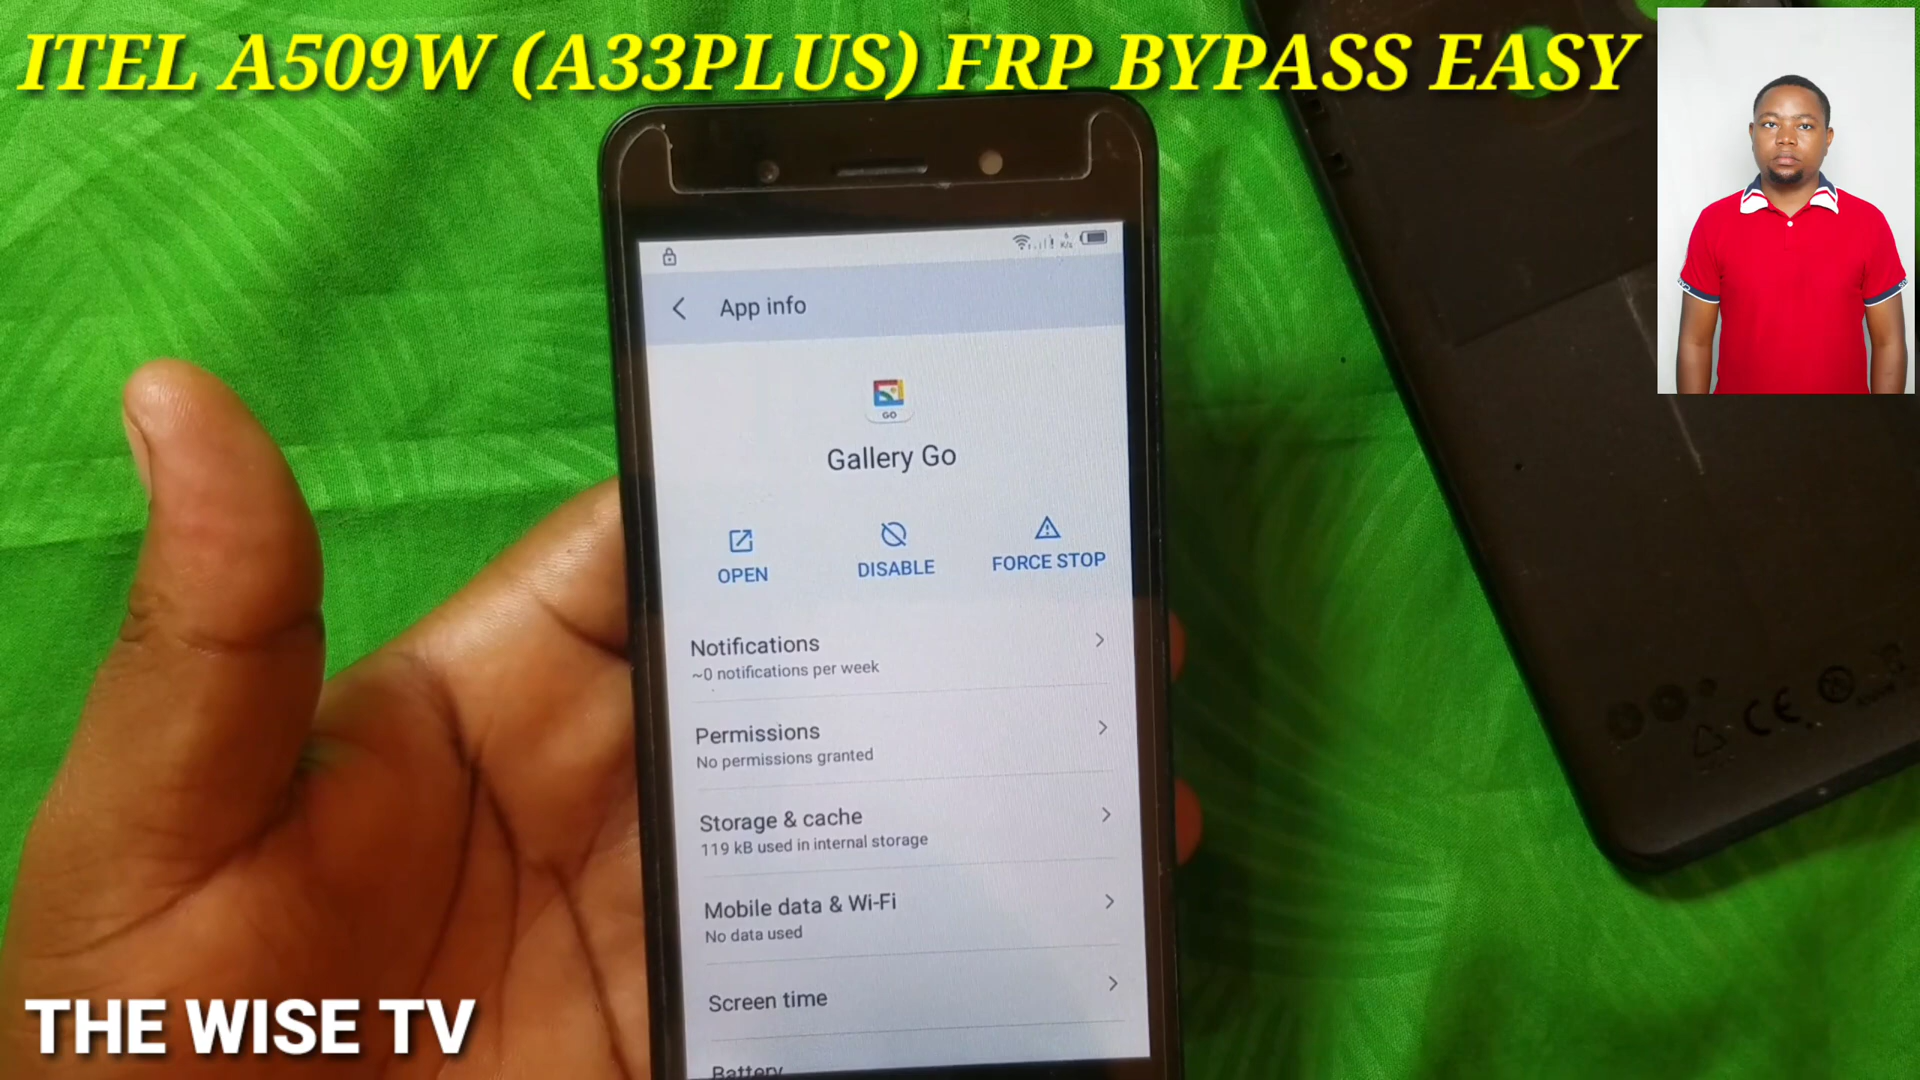 ITEL A509W (A33PLUS) FRP BYPASS EASY
App info
GO
Gallery Go
OPEN
DISABLE
FORCE STOP
Notifications
~0 notifications per week
Permissions
No permissions granted
Storage & cache
119 kB used in internal storage
Mobile data & Wi-Fi
No data used
Screen time
Battery
CE
THE WISE TV